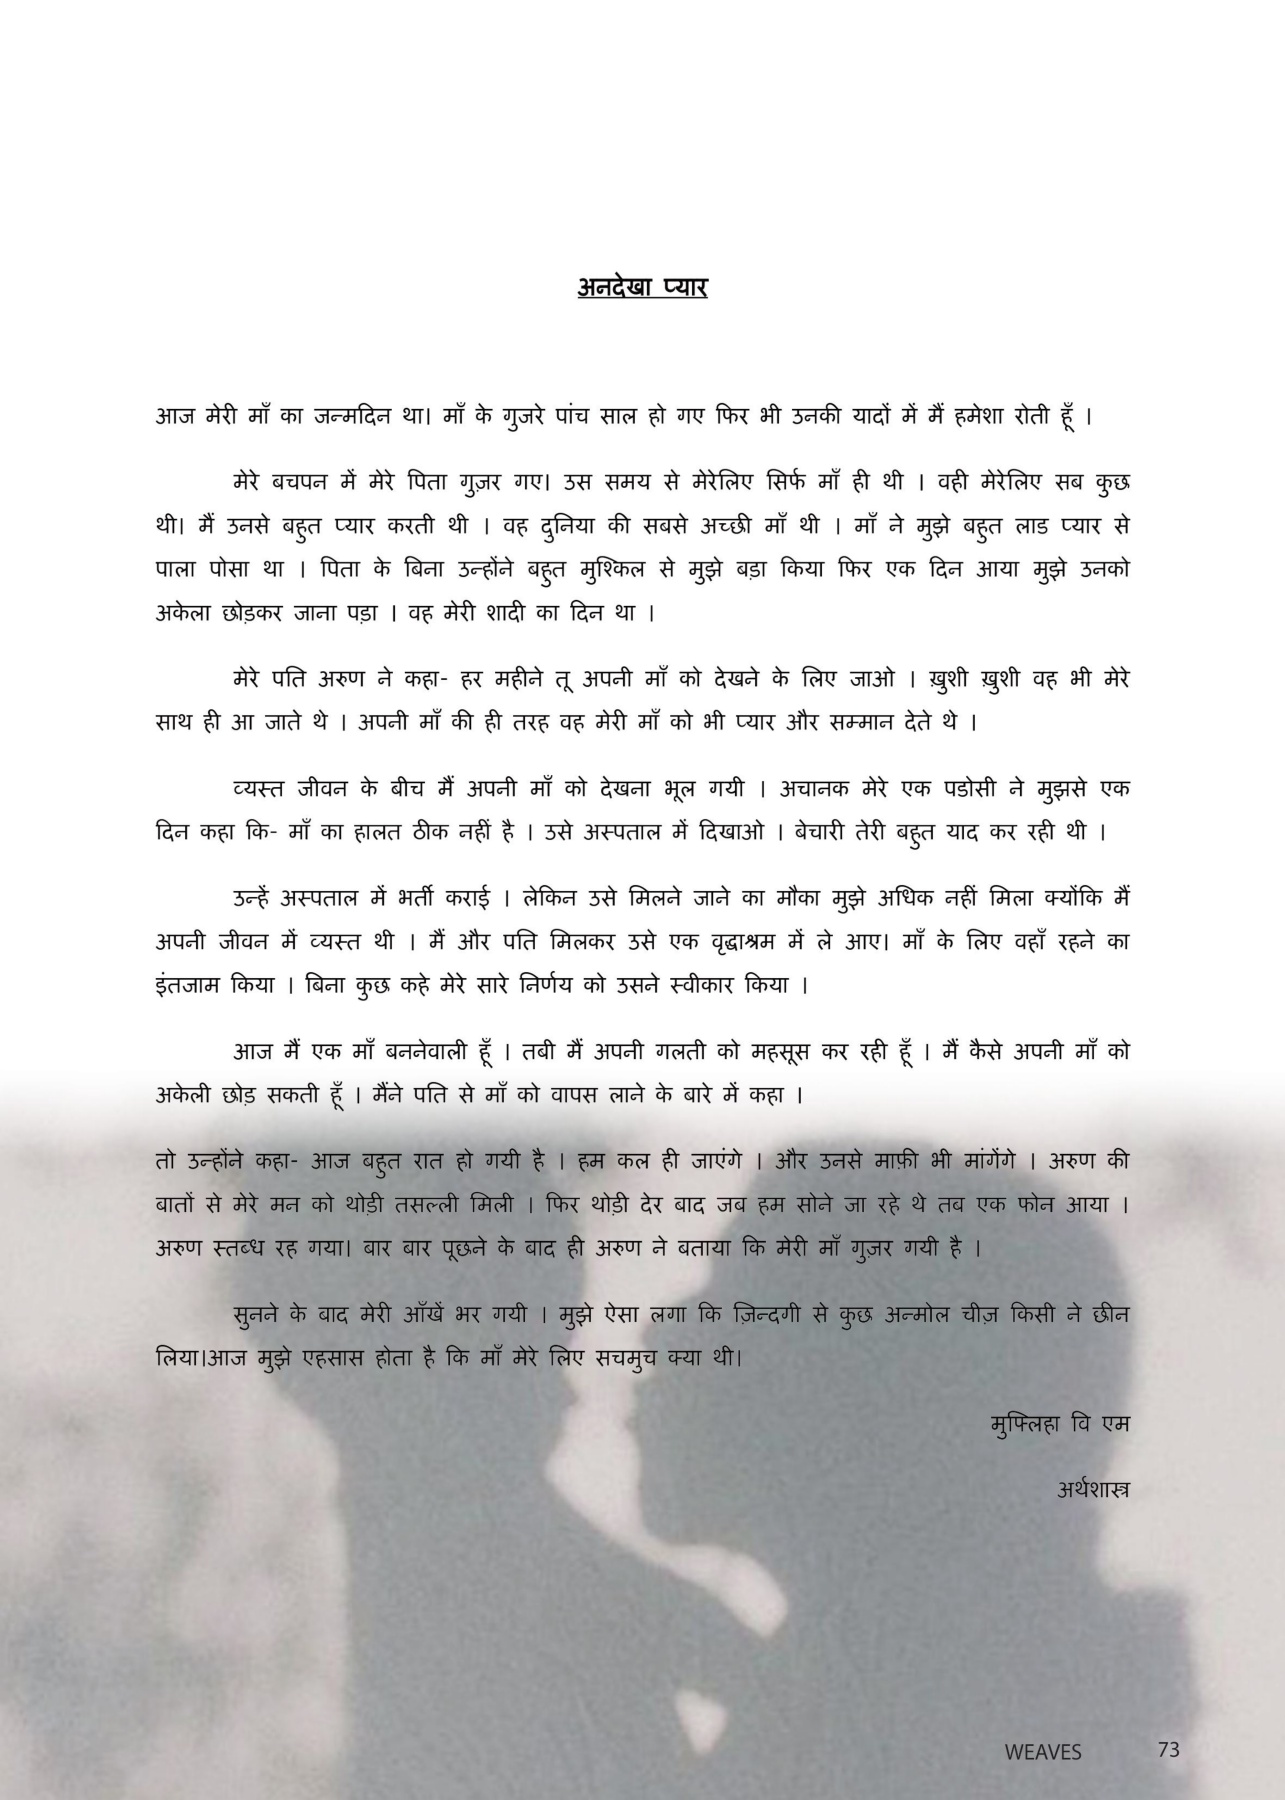 अनदेखा प्यार
आज मेरी माँ का जन्मदिन था। माँ के गुजरे पांच साल हो गए फिर भी उनकी यादों में मैं हमेशा रोती हूँ ।
मेरे बचपन में मेरे पिता गुज़र गए। उस समय से मेरेलिए सिर्फ माँ ही थी । वही मेरेलिए सब कुछ
थी। मैं उनसे बहुत प्यार करती थी । वह दुनिया की सबसे अच्छी माँ थी । माँ ने मुझे बहुत लाड प्यार से
पाला पोसा था । पिता के बिना उन्होंने बहुत मुश्किल से मुझे बड़ा किया फिर एक दिन आया मुझे उनको
अकेला छोड़कर जाना पड़ा । वह मेरी शादी का दिन था ।
मेरे पति अरुण ने कहा- हर महीने तू अपनी माँ को देखने के लिए जाओ । ख़ुशी ख़ुशी वह भी मेरे
साथ ही आ जाते थे । अपनी माँ की ही तरह वह मेरी माँ को भी प्यार और सम्मान देते थे ।
व्यस्त जीवन के बीच मैं अपनी माँ को देखना भूल गयी । अचानक मेरे एक पडोसी ने मुझसे एक
दिन कहा कि- माँ का हालत ठीक नहीं है । उसे अस्पताल में दिखाओ । बेचारी तेरी बहुत याद कर रही थी ।
उन्हें अस्पताल में भर्ती कराई । लेकिन उसे मिलने जाने का मौका मुझे अधिक नहीं मिला क्योंकि मैं
अपनी जीवन में व्यस्त थी । मैं और पति मिलकर उसे एक वृद्धाश्रम में ले आए। माँ के लिए वहाँ रहने का
इंतजाम किया । बिना कुछ कहे मेरे सारे निर्णय को उसने स्वीकार किया ।
आज मैं एक माँ बननेवाली हूँ । तबी मैं अपनी गलती को महसूस कर रही हूँ । मैं कैसे अपनी माँ को
अकेली छोड़ सकती हूँ । मैंने पति से माँ को वापस लाने के बारे में कहा ।
तो उन्होंने कहा- आज बहुत रात हो गयी है । हम कल ही जाएंगे । और उनसे माफ़ी भी मांगेंगे । अरुण की
बातों से मेरे मन को थोड़ी तसल्ली मिली । फिर थोड़ी देर बाद जब हम सोने जा रहे थे तब एक फोन आया ।
अरुण स्तब्ध रह गया। बार बार पूछने के बाद ही अरुण ने बताया कि मेरी माँ गुज़र गयी है ।
सुनने के बाद मेरी आँखें भर गयी । मुझे ऐसा लगा कि ज़िन्दगी से कुछ अन्मोल चीज़ किसी ने छीन
लिया।आज मुझे एहसास होता है कि माँ मेरे लिए सचमुच क्या थी।
मुफ्लिहा वि एम
अर्थशास्त्र
WEAVES 73